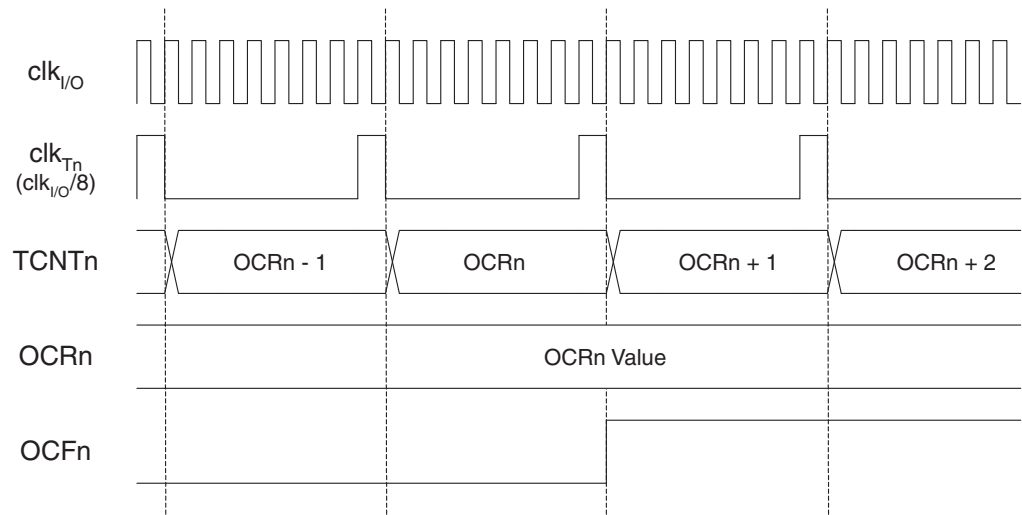 clkI/O
clkTn
(clkI/O/8)
TCNTn
OCRn - 1
OCRn
OCRn + 1
OCRn + 2
OCRn
OCRn Value
OCFn